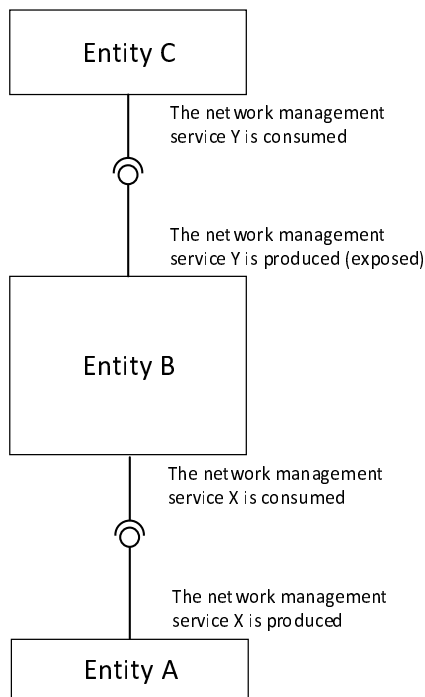 Entity C
The network management
service Y is consumed
The network management
service Y is produced (exposed)
Entity B
The network management
service X is consumed
The network management
service X is produced
Entity A